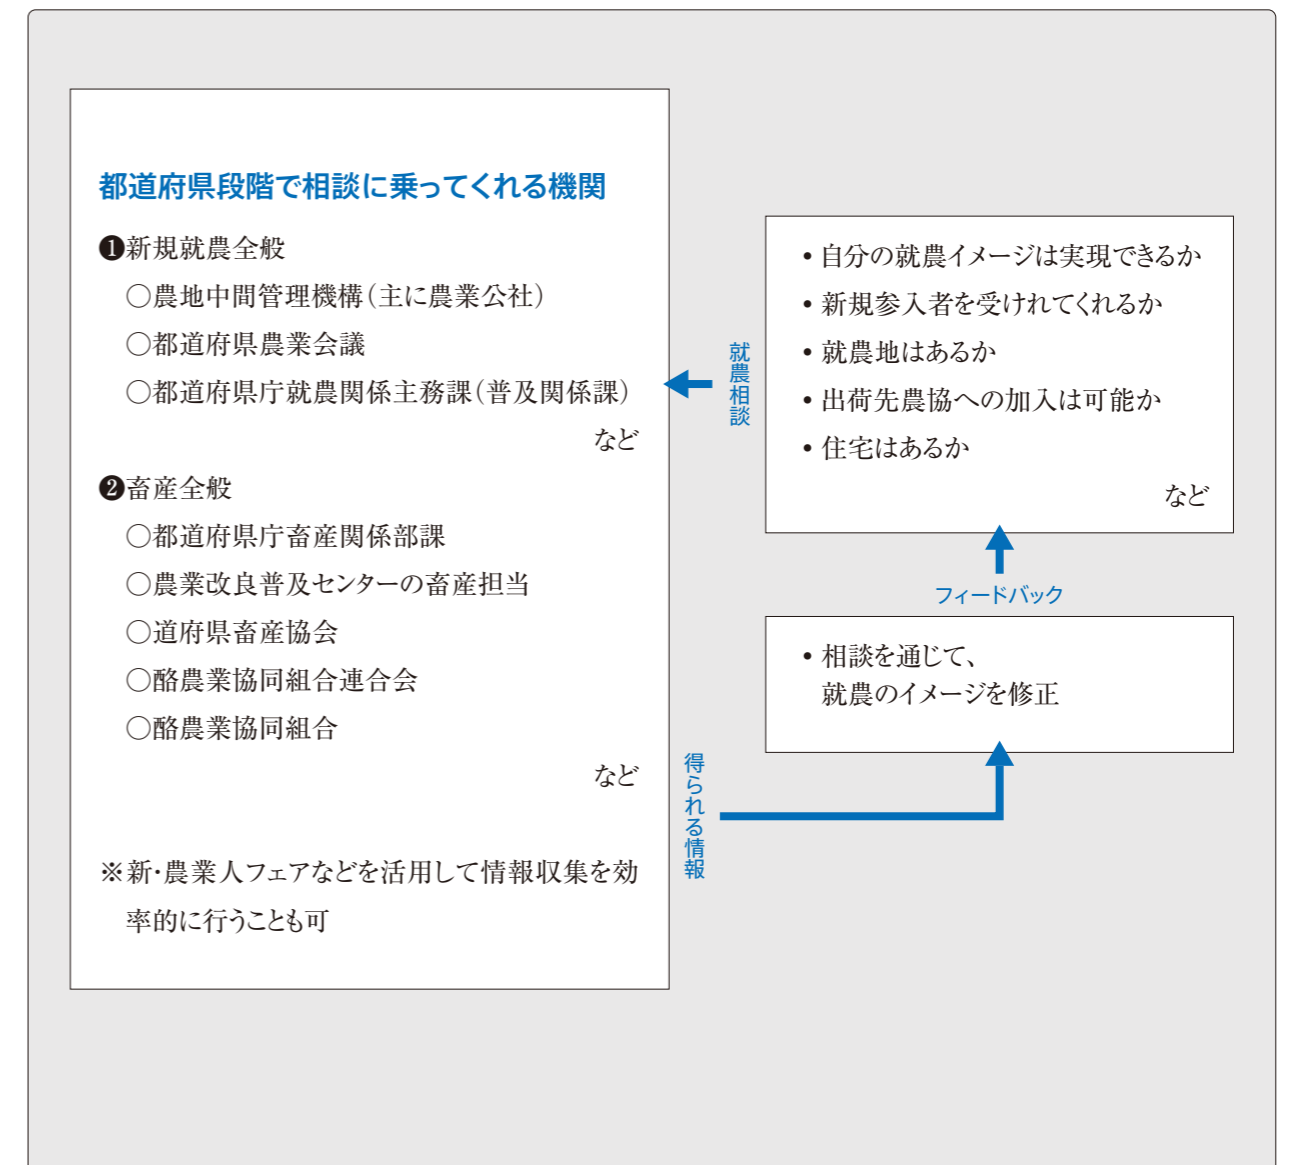 都道府県段階で相談に乗ってくれる機関
❶新規就農全般
○農地中間管理機構(主に農業公社)
○都道府県農業会議
○都道府県庁就農関係主務課(普及関係課)
など
❷畜産全般
○都道府県庁畜産関係部課
○農業改良普及センターの畜産担当
○道府県畜産協会
○酪農業協同組合連合会
○酪農業協同組合
など
※新・農業人フェアなどを活用して情報収集を効
率的に行うことも可
就農相談
• 自分の就農イメージは実現できるか
• 新規参入者を受けれてくれるか
• 就農地はあるか
• 出荷先農協への加入は可能か
• 住宅はあるか
など
フィードバック
• 相談を通じて、
就農のイメージを修正
得られる情報